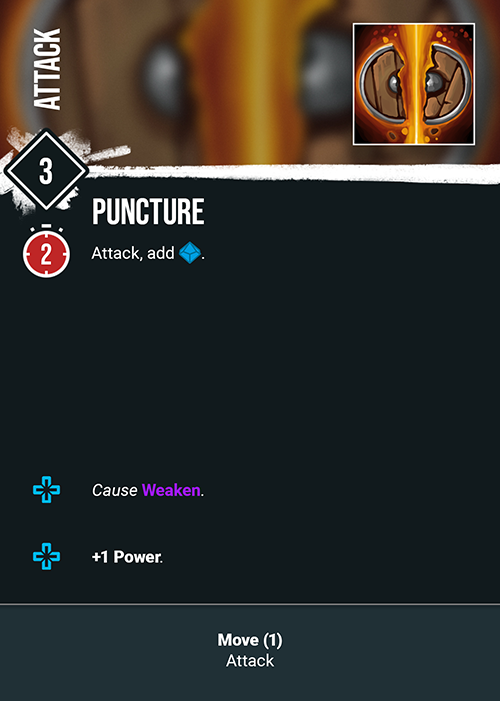 ATTACK
3
PUNCTURE
2
Attack, add .
Cause Weaken.
+1 Power.
Move (1)
Attack